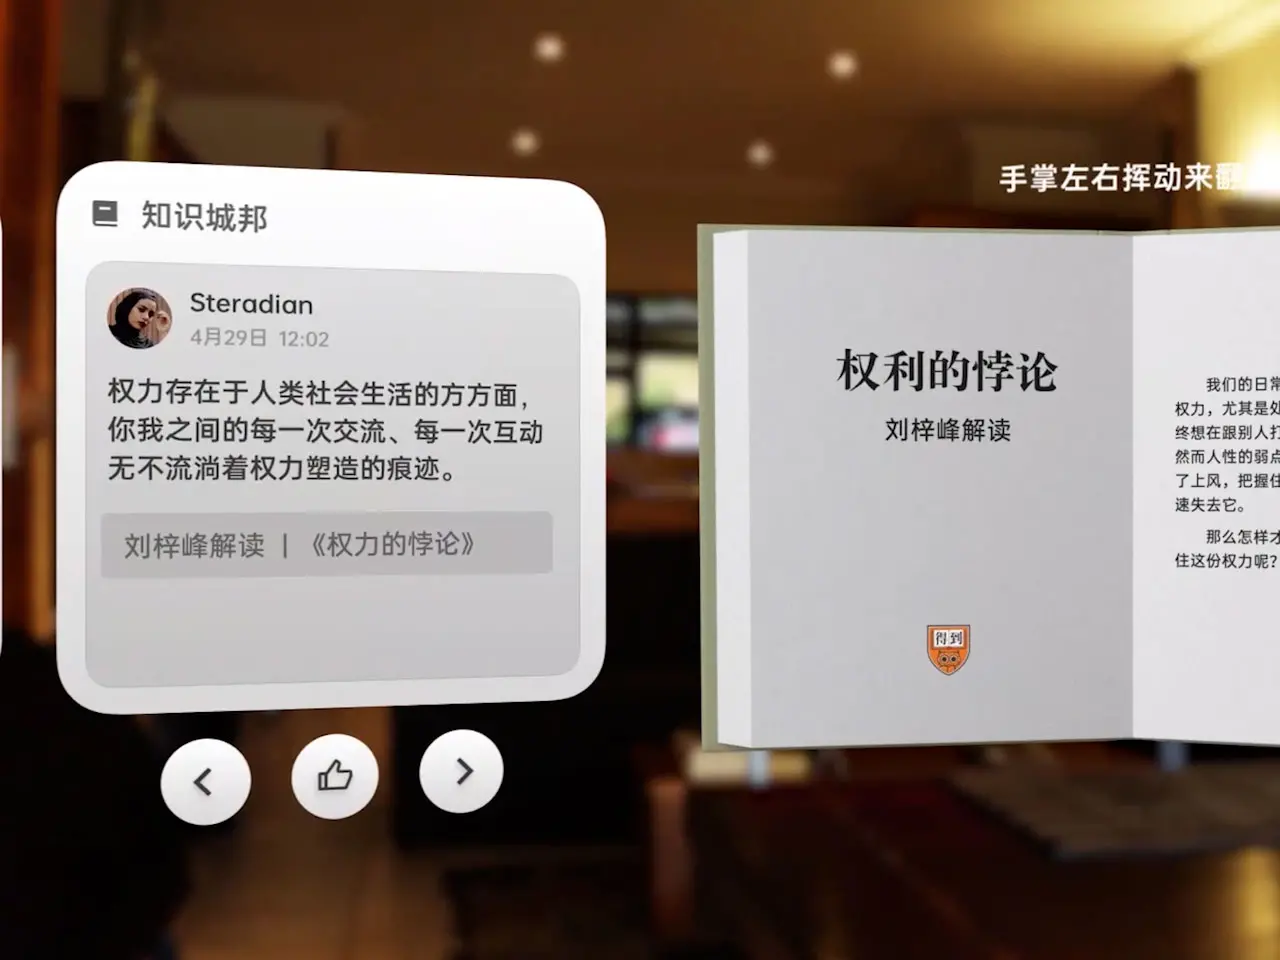 知识城邦
Steradian
4月29日 12:02
权力存在于人类社会生活的方方面，
你我之间的每一次交流、每一次互动
无不流淌着权力塑造的痕迹。
刘梓峰解读 | 《权力的悖论》
手掌左右挥动来翻
权利的悖论
刘梓峰解读
得到
我们的日常
权力，尤其是处
终想在跟别人打
然而人性的弱点
了上风，把握住
速失去它。
那么怎样才
住这份权力呢？